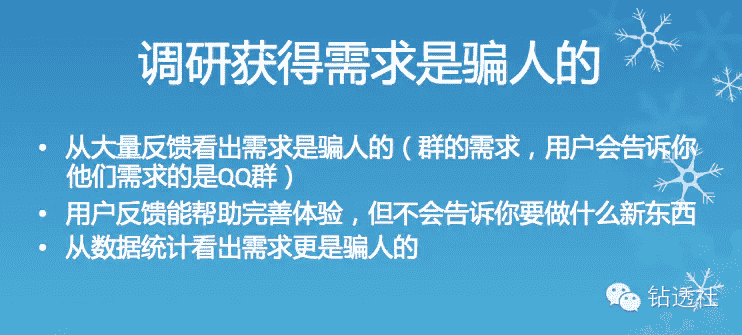 调研获得需求是骗人的
• 从大量反馈看出需求是骗人的（群的需求，用户会告诉你
他们需求的是QQ群）
• 用户反馈能帮助完善体验，但不会告诉你要做什么新东西
• 从数据统计看出需求更是骗人的
钻透社